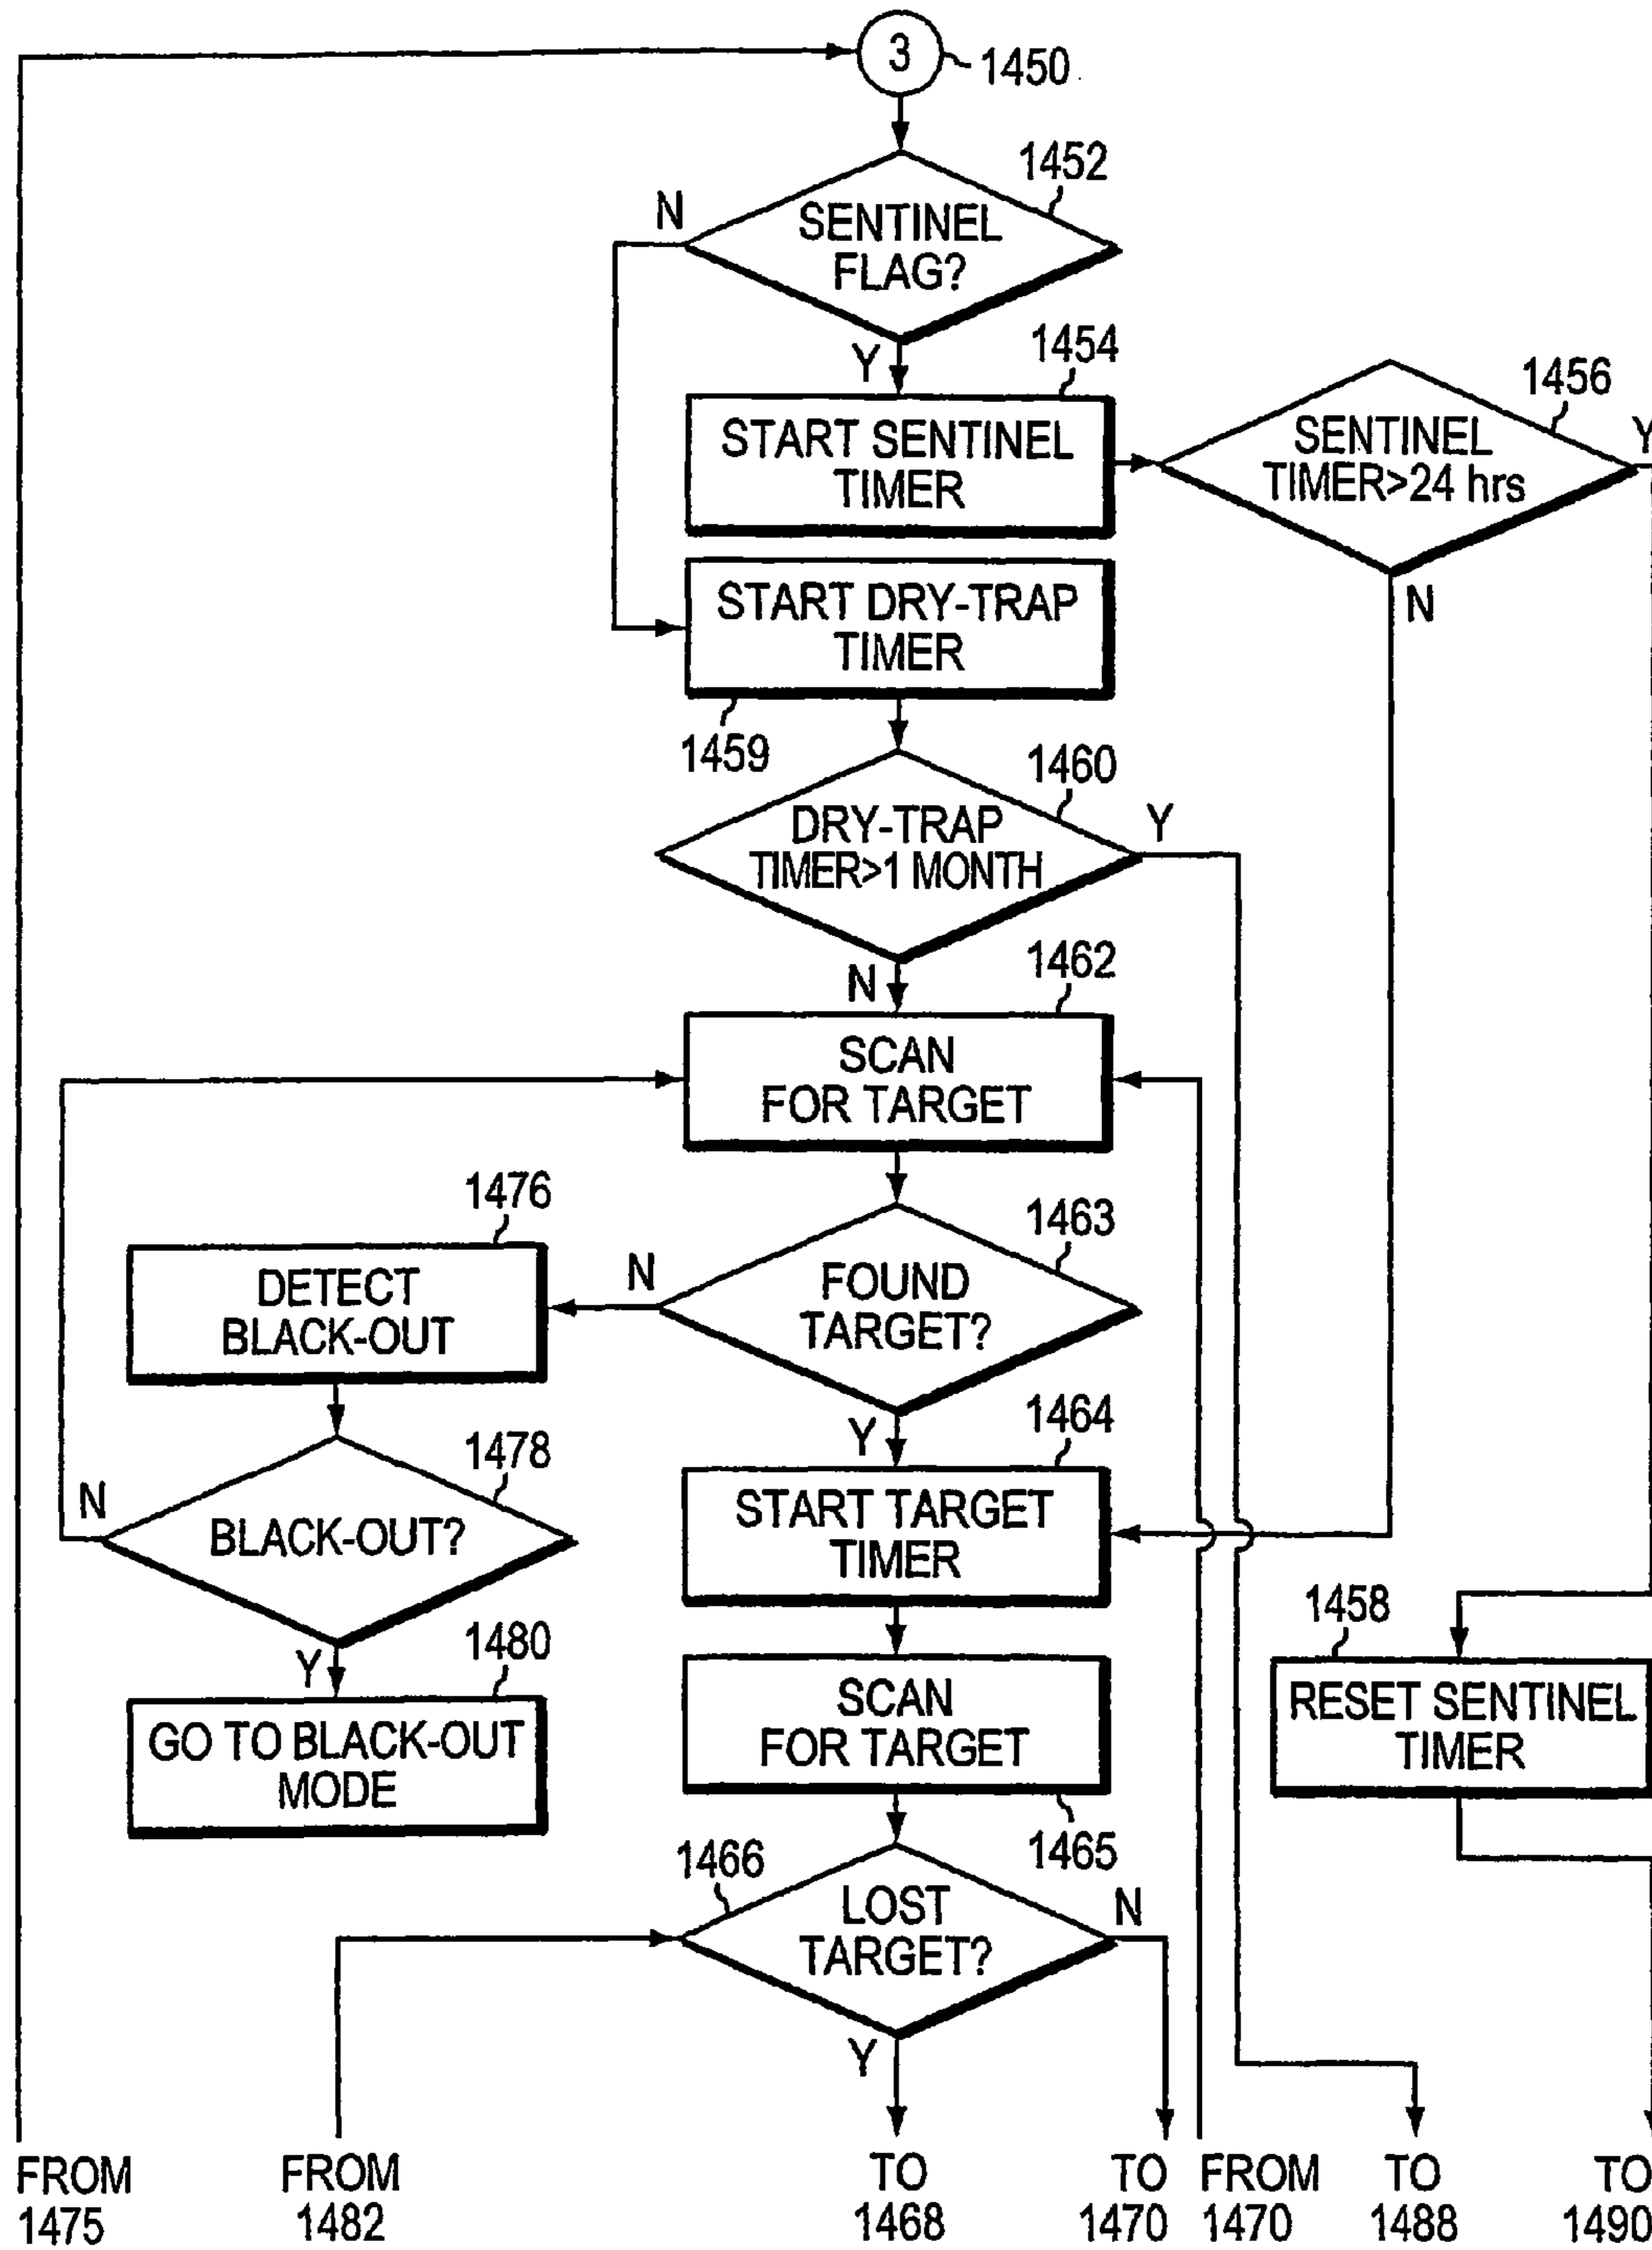 3
1450
1452
N
SENTINEL
FLAG?
Y
1454
START SENTINEL
TIMER
1456
SENTINEL
TIMER>24 hrs
Y
N
START DRY-TRAP
TIMER
1459
1460
DRY-TRAP
TIMER>1 MONTH
Y
N
1462
SCAN
FOR TARGET
1476
DETECT
BLACK-OUT
N
1463
FOUND
TARGET?
Y
1464
1478
N
BLACK-OUT?
START TARGET
TIMER
Y
1480
GO TO BLACK-OUT
MODE
1458
RESET SENTINEL
TIMER
SCAN
FOR TARGET
1465
1466
LOST
TARGET?
N
Y
FROM
1475
FROM
1482
TO
1468
TO
1470
FROM
1470
TO
1488
TO
1490